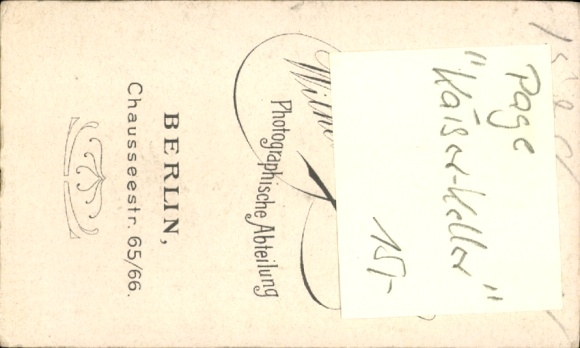 Page
"Kaiser-Keller"
15,-
Photographische Abteilung
BERLIN,
Chausseestr. 65/66.